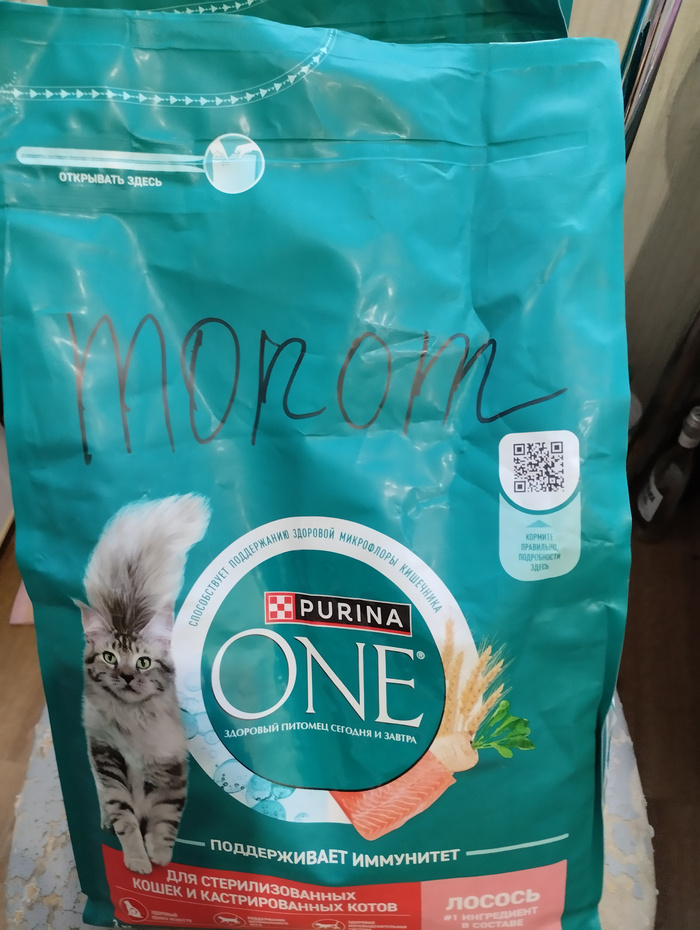 ОТКРЫВАТЬ ЗДЕСЬ
КОРМИТЕ
ПРАВИЛЬНО,
ПОДРОБНОСТИ
ЗДЕСЬ
СПОСОБСТВУЕТ ПОДДЕРЖАНИЮ ЗДОРОВОЙ МИКРОФЛОРЫ КИШЕЧНИКА
PURINA
ONE®
ЗДОРОВЫЙ ПИТОМЕЦ СЕГОДНЯ И ЗАВТРА
ПОДДЕРЖИВАЕТ ИММУНИТЕТ
ДЛЯ СТЕРИЛИЗОВАННЫХ
КОШЕК И КАСТРИРОВАННЫХ КОТОВ
ЛОСОСЬ
#1 ИНГРЕДИЕНТ
В СОСТАВЕ